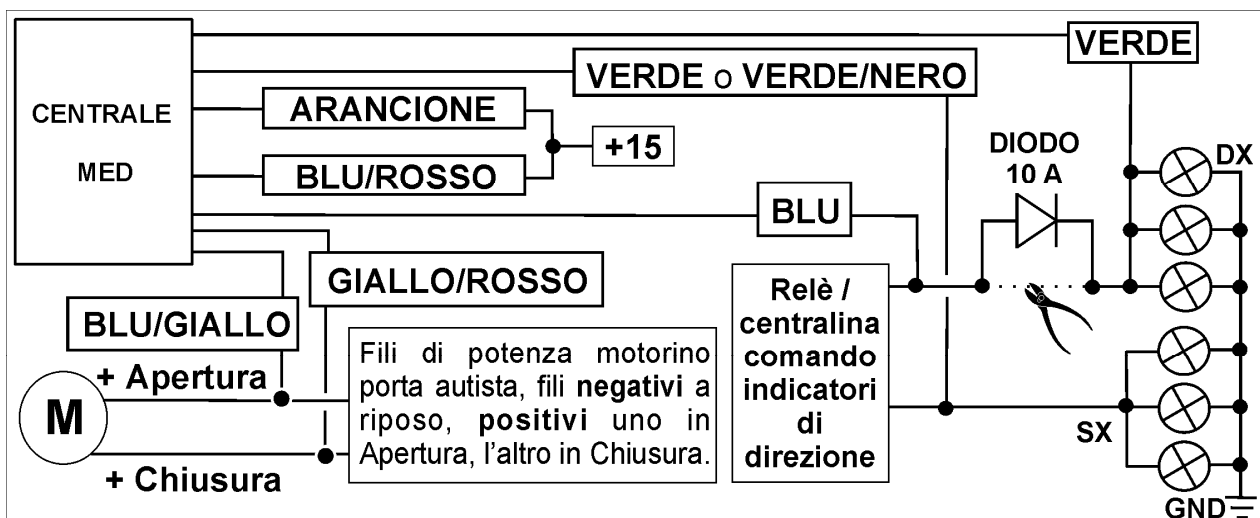 VERDE
CENTRALE
MED
VERDE o VERDE/NERO
ARANCIONE
+15
BLU/ROSSO
DIODO
10 A
DX
BLU
GIALLO/ROSSO
BLU/GIALLO
+ Apertura
M
+ Chiusura
Fili di potenza motorino
porta autista, fili negativi a
riposo, positivi uno in
Apertura, l'altro in Chiusura.
Relè /
centralina
comando
indicatori
di
direzione
SX
GND